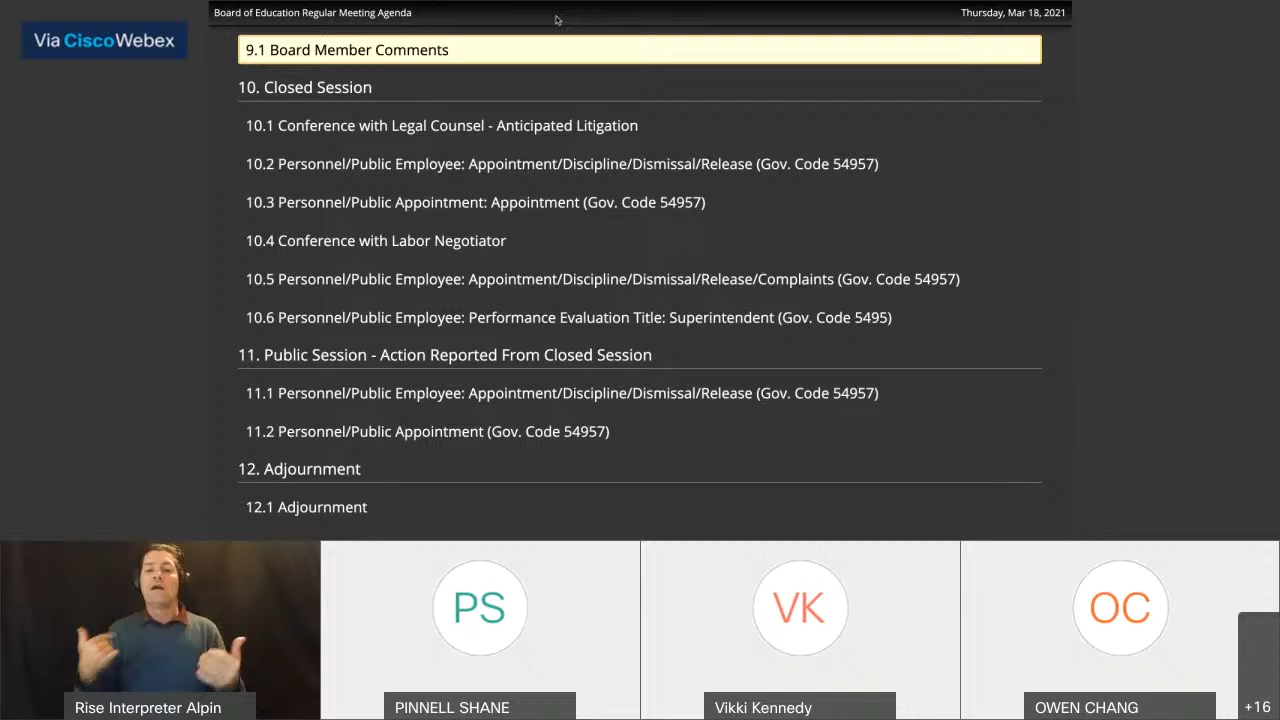 Board of Education Regular Meeting Agenda
Thursday, Mar 18, 2021
Via Cisco Webex
9.1 Board Member Comments
10. Closed Session
10.1 Conference with Legal Counsel - Anticipated Litigation
10.2 Personnel/Public Employee: Appointment/Discipline/Dismissal/Release (Gov. Code 54957)
10.3 Personnel/Public Appointment: Appointment (Gov. Code 54957)
10.4 Conference with Labor Negotiator
10.5 Personnel/Public Employee: Appointment/Discipline/Dismissal/Release/Complaints (Gov. Code 54957)
10.6 Personnel/Public Employee: Performance Evaluation Title: Superintendent (Gov. Code 5495)
11. Public Session - Action Reported From Closed Session
11.1 Personnel/Public Employee: Appointment/Discipline/Dismissal/Release (Gov. Code 54957)
11.2 Personnel/Public Appointment (Gov. Code 54957)
12. Adjournment
12.1 Adjournment
PS
VK
OC
Rise Interpreter Alpin
PINNELL SHANE
Vikki Kennedy
OWEN CHANG
+16